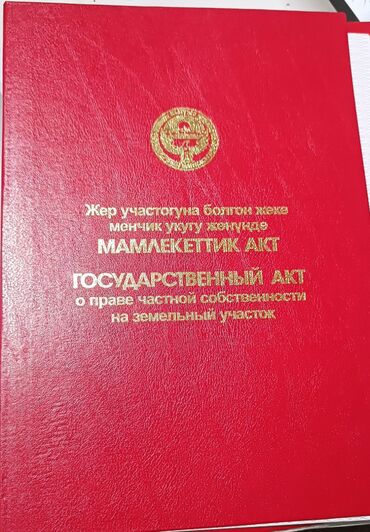 Жер участогуна болгон жеке
менчик укугу жөнүндө
МАМЛЕКЕТТИК АКТ
ГОСУДАРСТВЕННЫЙ АКТ
о праве частной собственности
на земельный участок